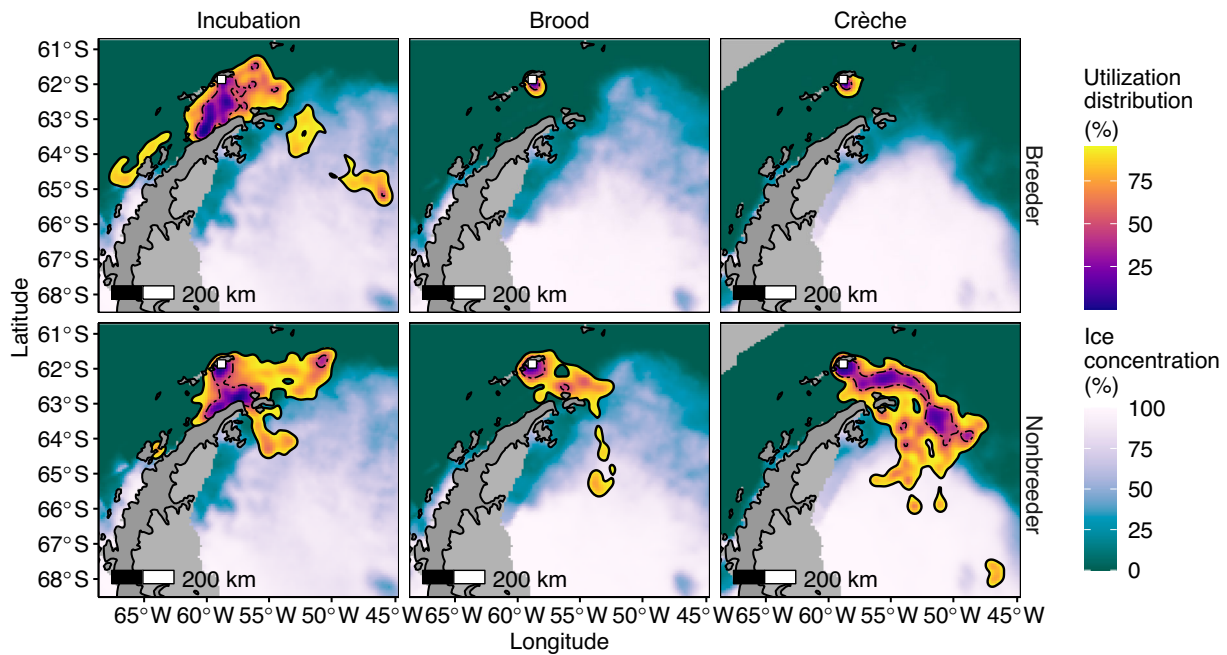 Incubation
Brood
Crèche
61°S
62°S
63°S
64°S
65°S
66°S
67°S
68°S
200 km
200 km
200 km
Breeder
61°S
62°S
63°S
64°S
65°S
66°S
67°S
68°S
200 km
200 km
200 km
Nonbreeder
Latitude
65°W 60°W 55°W 50°W 45°W
65°W 60°W 55°W 50°W 45°W
65°W 60°W 55°W 50°W 45°W
Longitude
Utilization
distribution
(%)
75
50
25
Ice
concentration
(%)
100
75
50
25
0